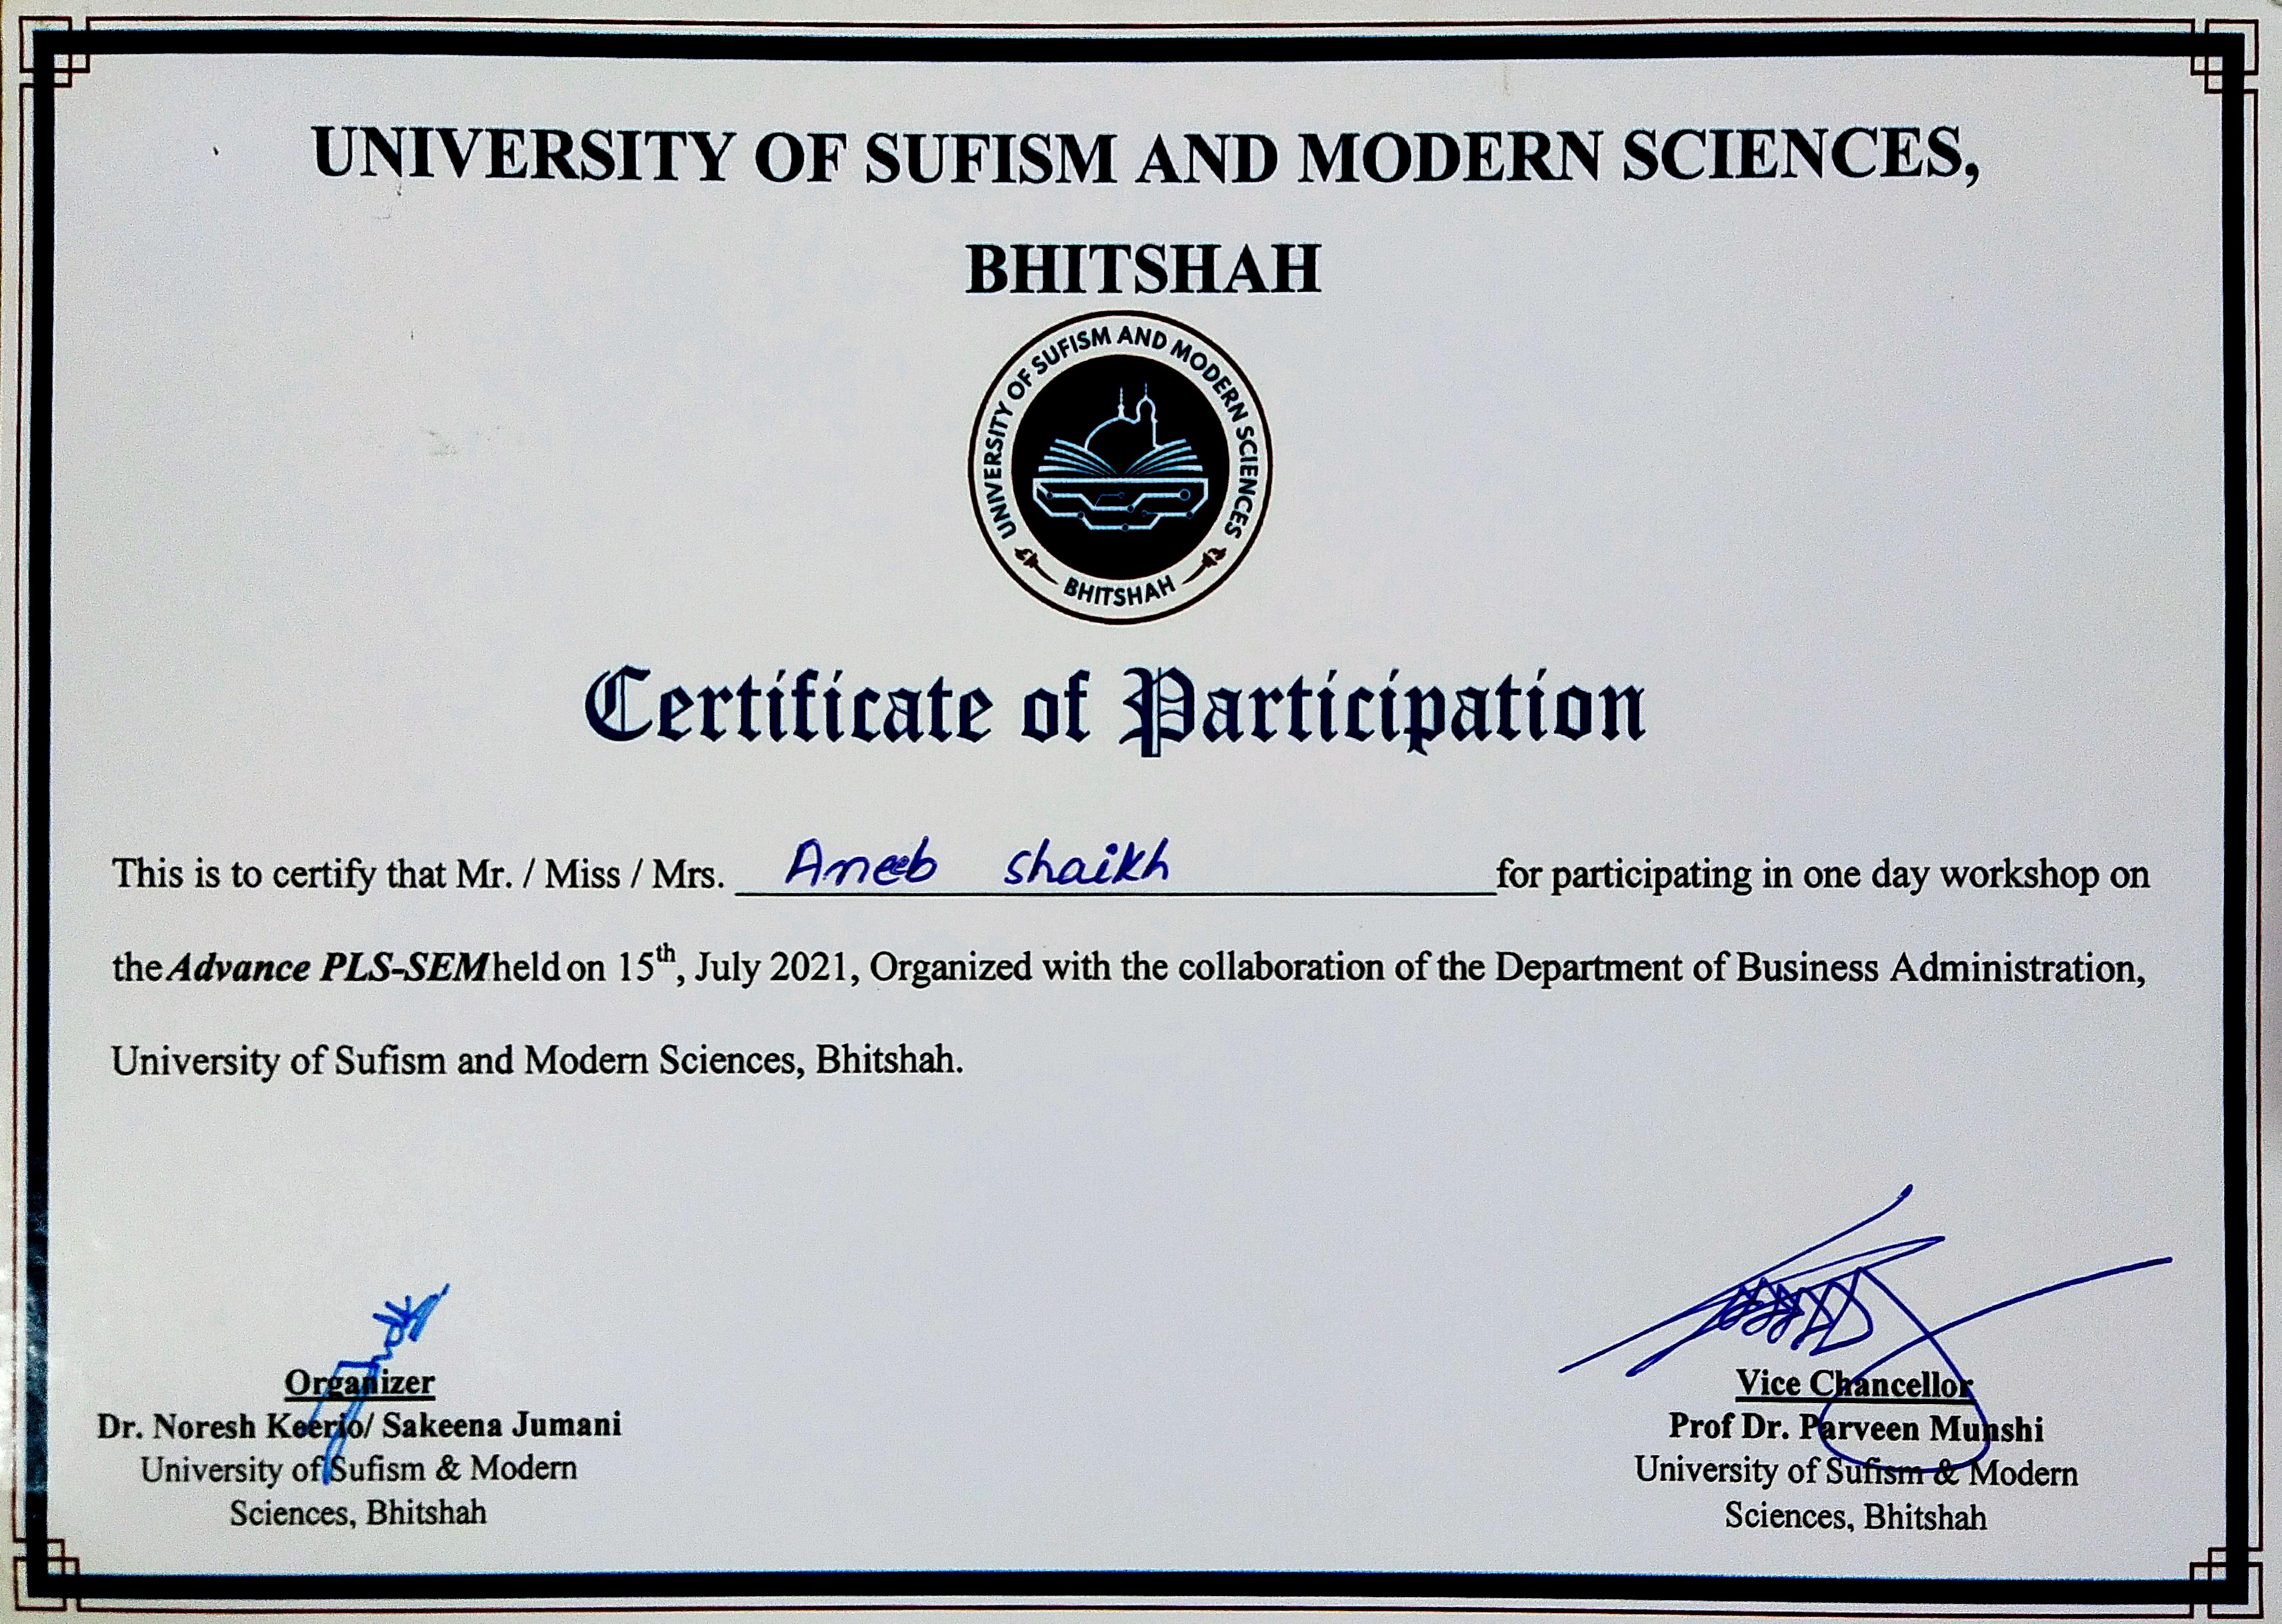 UNIVERSITY OF SUFISM AND MODERN SCIENCES,
BHITSHAH
UNIVERSITY OF SUFISM AND MODERN SCIENCES
BHITSHAH
Certificate of Participation
This is to certify that Mr. / Miss / Mrs. Aneeb Shaikh for participating in one day workshop on
the Advance PLS-SEM held on 15th, July 2021, Organized with the collaboration of the Department of Business Administration,
University of Sufism and Modern Sciences, Bhitshah.
Organizer
Dr. Noresh Keerio/ Sakeena Jumani
University of Sufism & Modern
Sciences, Bhitshah
Vice Chancellor
Prof Dr. Parveen Munshi
University of Sufism & Modern
Sciences, Bhitshah